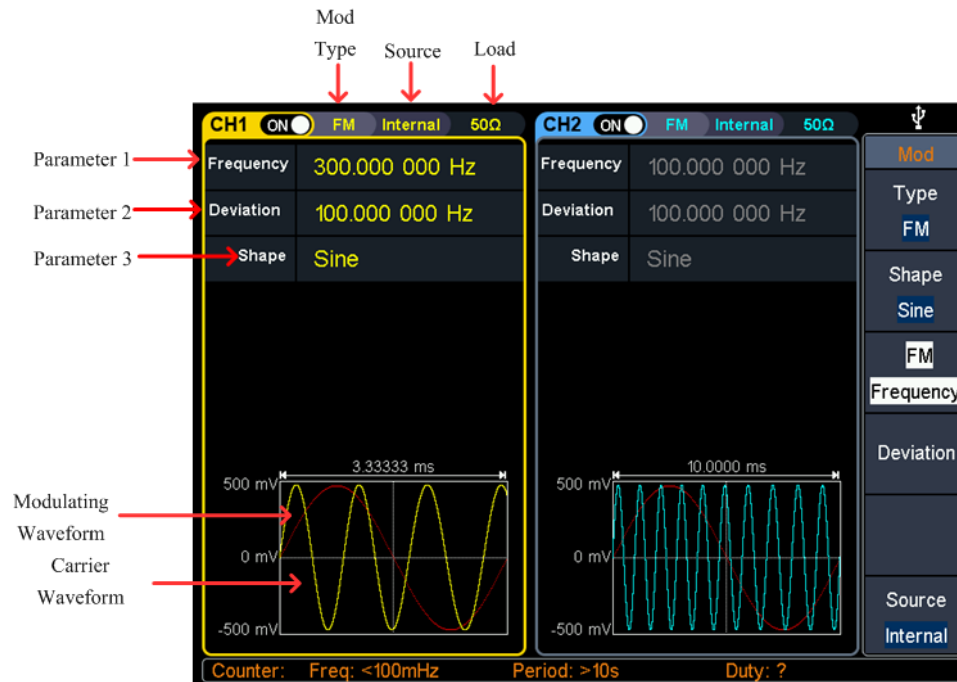 Mod
Type
Source
Load
CH1 ON FM Internal 50Ω
CH2 ON FM Internal 50Ω
Parameter 1
Frequency 300.000 000 Hz
Frequency 100.000 000 Hz
Mod
Parameter 2
Deviation 100.000 000 Hz
Deviation 100.000 000 Hz
Type
FM
Parameter 3
Shape Sine
Shape Sine
Shape
Sine
FM
Frequency
Deviation
3.33333 ms
10.0000 ms
500 mV
500 mV
Modulating
Waveform
0 mV
0 mV
Carrier
Waveform
-500 mV
-500 mV
Source
Internal
Counter: Freq: <100mHz Period: >10s Duty: ?